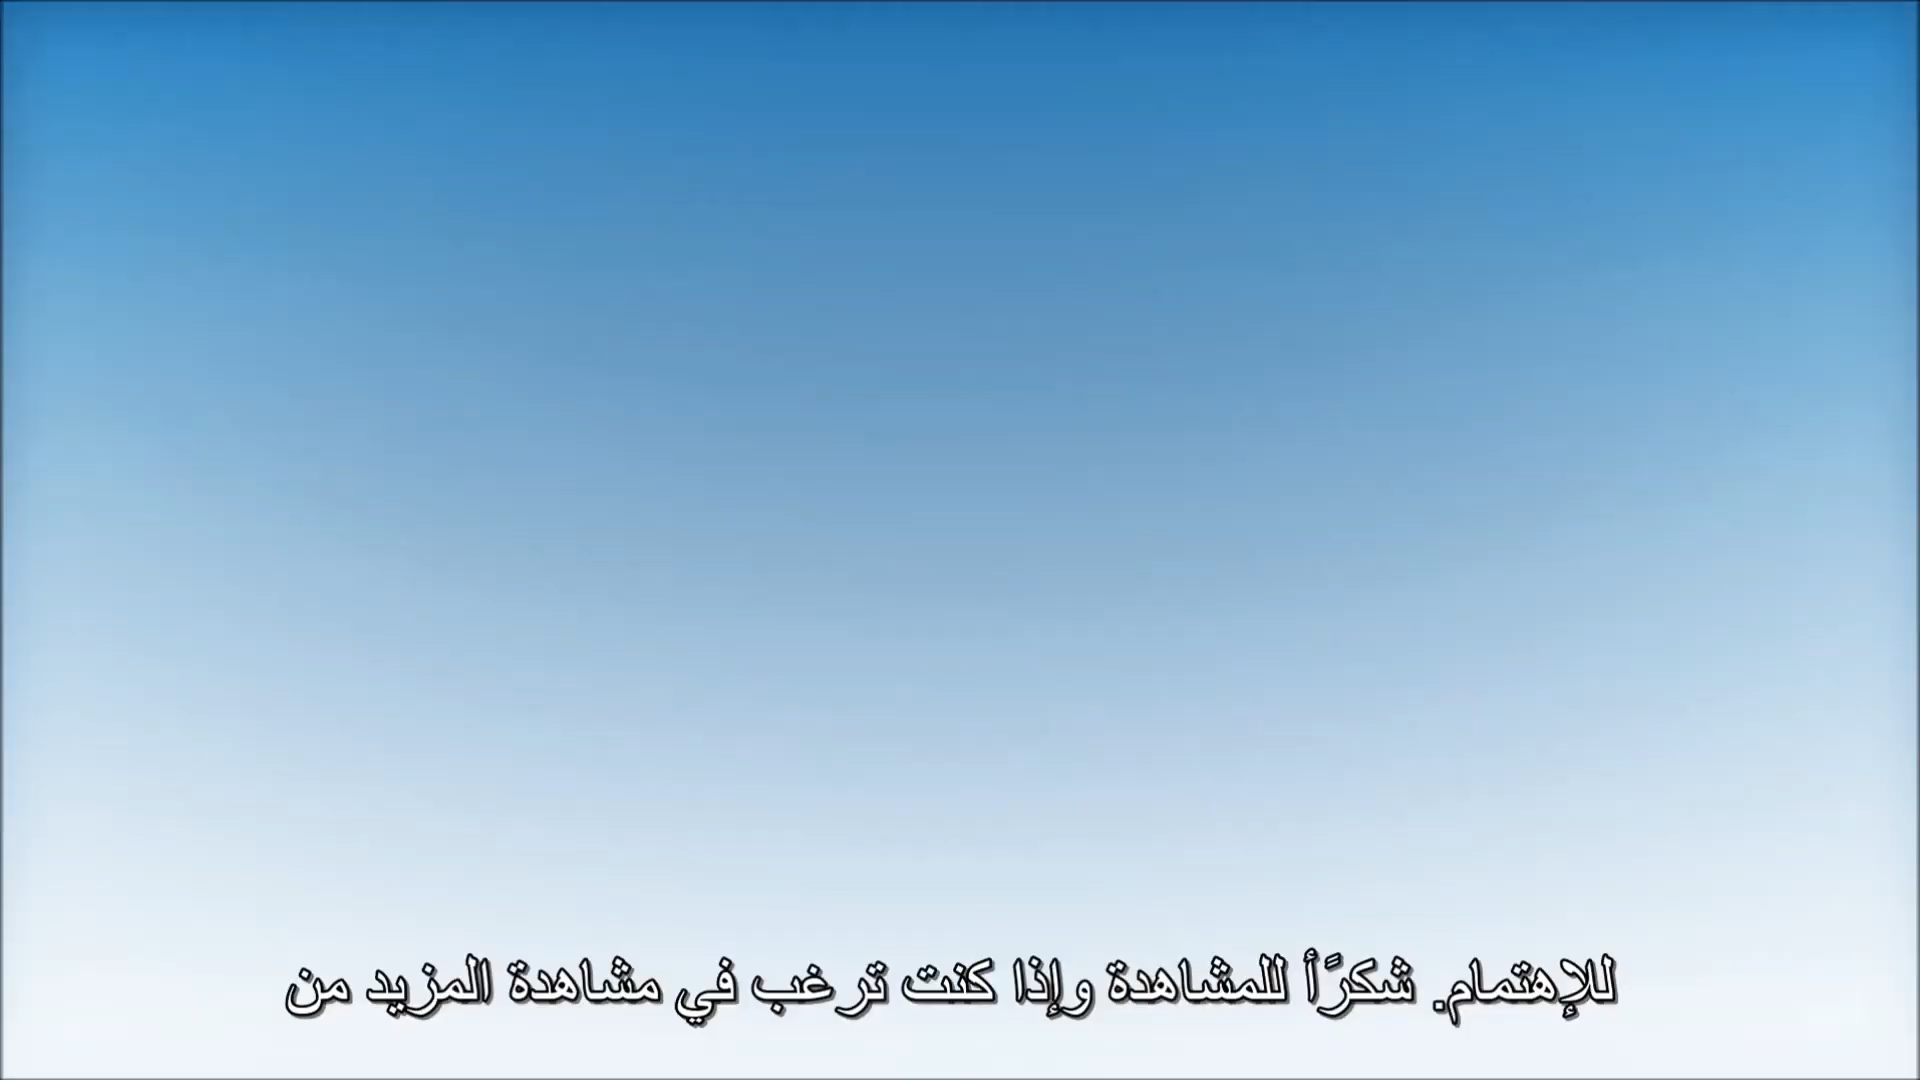 للإهتمام. شكرًأ للمشاهدة وإذا كنت ترغب في مشاهدة المزيد من